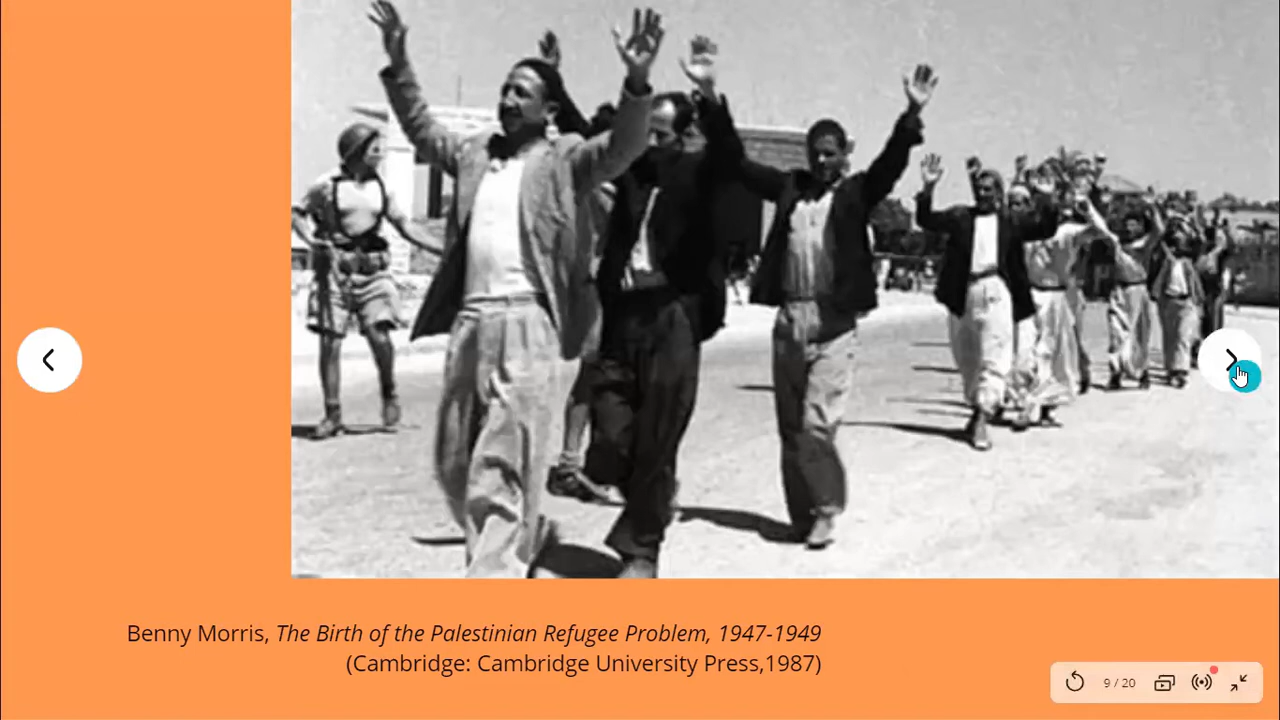 Benny Morris, The Birth of the Palestinian Refugee Problem, 1947-1949
(Cambridge: Cambridge University Press,1987)
9 / 20